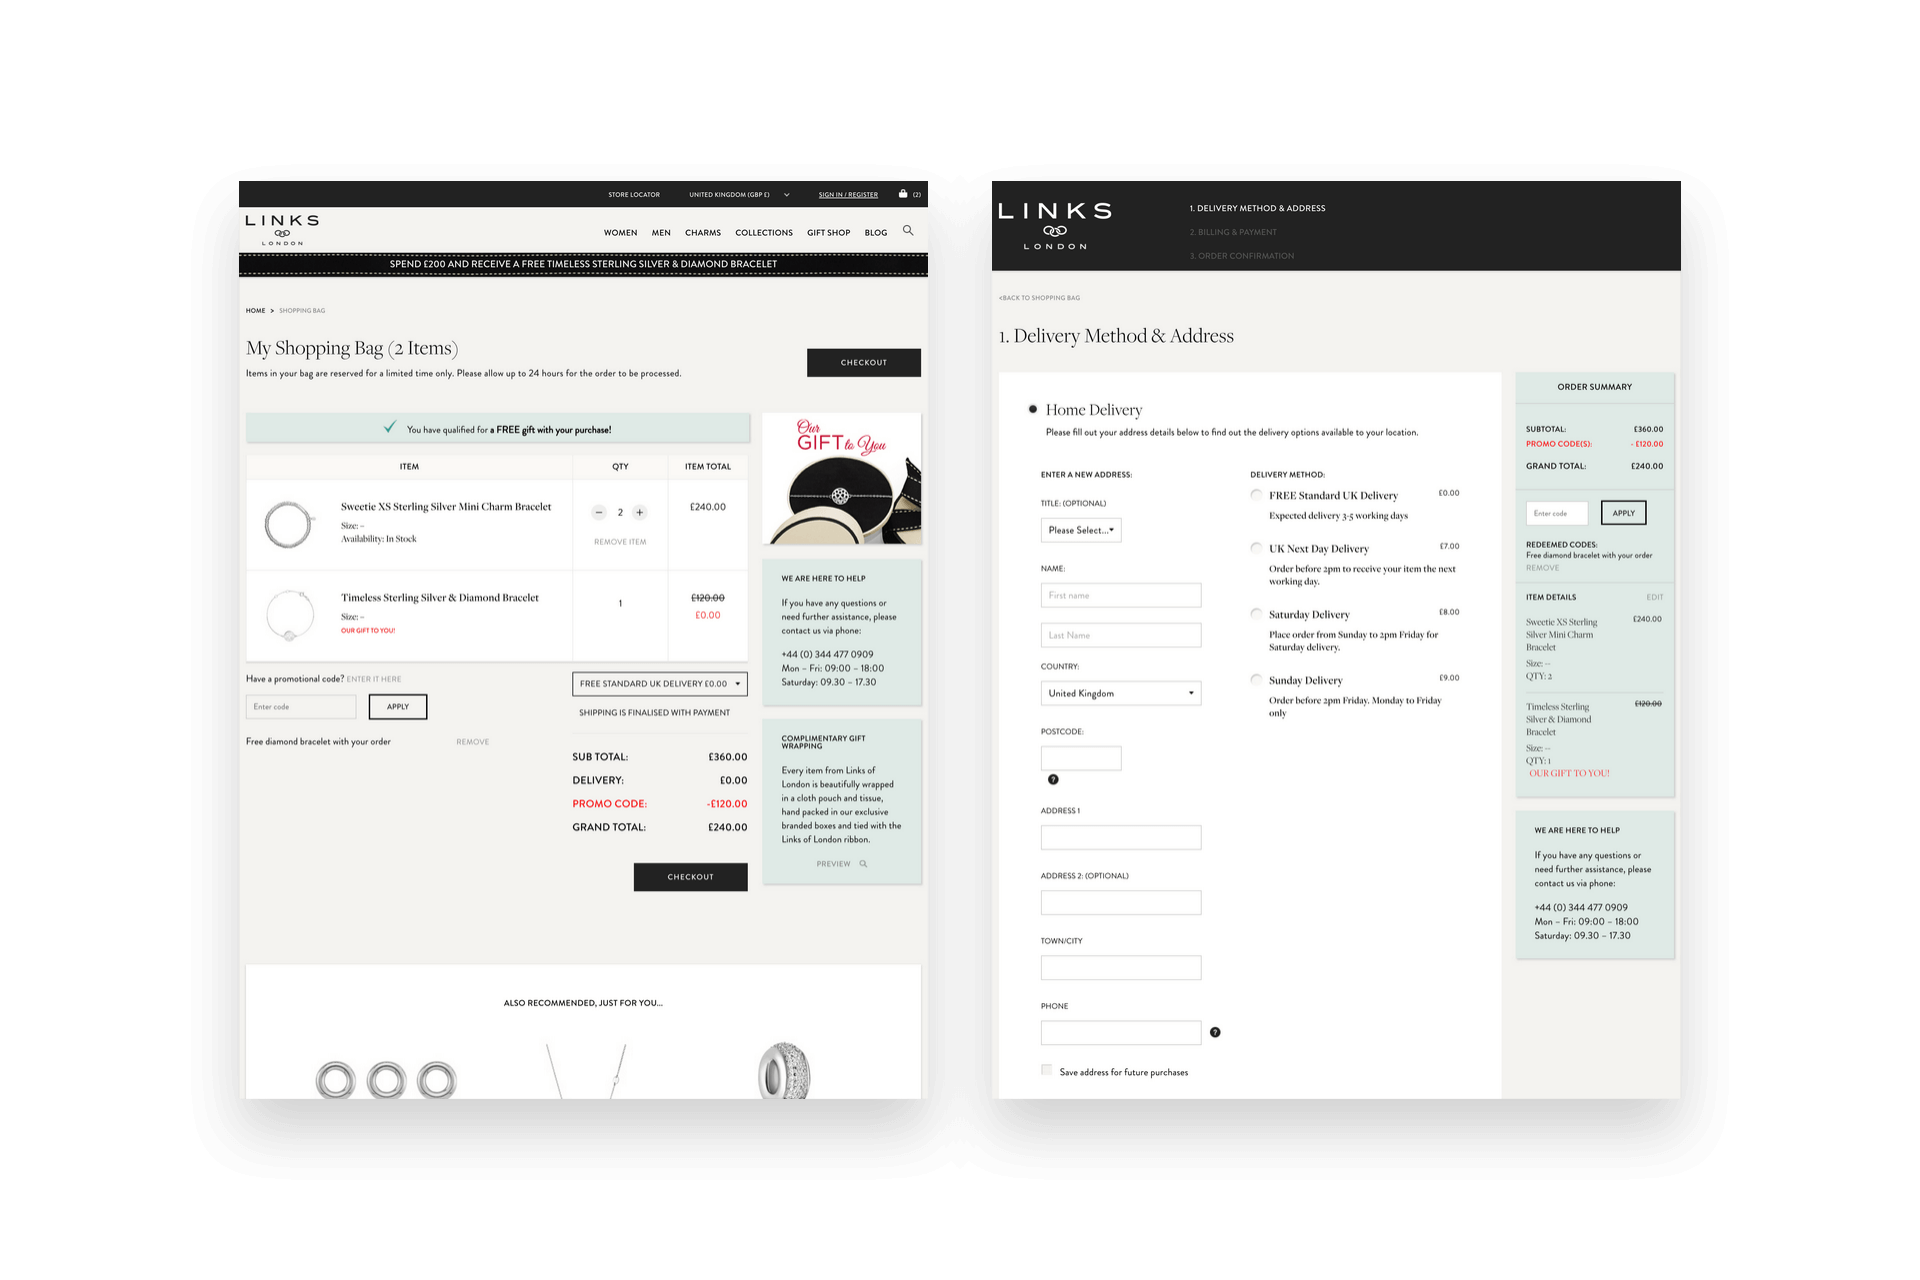 STORE LOCATOR
UNITED KINGDOM (GBP £)
SIGN IN / REGISTER
(2)
LINKS
LONDON
WOMEN MEN CHARMS COLLECTIONS GIFT SHOP BLOG
SPEND £200 AND RECEIVE A FREE TIMELESS STERLING SILVER & DIAMOND BRACELET
HOME > SHOPPING BAG
My Shopping Bag (2 Items)
Items in your bag are reserved for a limited time only. Please allow up to 24 hours for the order to be processed.
CHECKOUT
You have qualified for a FREE gift with your purchase!
ITEM QTY ITEM TOTAL
Sweetie XS Sterling Silver Mini Charm Bracelet
Size: –
Availability: In Stock
− 2 +
REMOVE ITEM
£240.00
Timeless Sterling Silver & Diamond Bracelet
Size: –
OUR GIFT TO YOU!
1
£120.00
£0.00
Have a promotional code? ENTER IT HERE
Enter code
APPLY
Free diamond bracelet with your order
REMOVE
FREE STANDARD UK DELIVERY £0.00
SHIPPING IS FINALISED WITH PAYMENT
SUB TOTAL: £360.00
DELIVERY: £0.00
PROMO CODE: -£120.00
GRAND TOTAL: £240.00
CHECKOUT
Our
GIFT to You
WE ARE HERE TO HELP
If you have any questions or
need further assistance, please
contact us via phone:
+44 (0) 344 477 0909
Mon – Fri: 09:00 – 18:00
Saturday: 09.30 – 17.30
COMPLIMENTARY GIFT
WRAPPING
Every item from Links of
London is beautifully wrapped
in a cloth pouch and tissue,
hand packed in our exclusive
branded boxes and tied with the
Links of London ribbon.
PREVIEW
ALSO RECOMMENDED, JUST FOR YOU...
LINKS
LONDON
1. DELIVERY METHOD & ADDRESS
2. BILLING & PAYMENT
3. ORDER CONFIRMATION
<BACK TO SHOPPING BAG
1. Delivery Method & Address
Home Delivery
Please fill out your address details below to find out the delivery options available to your location.
ENTER A NEW ADDRESS:
TITLE: (OPTIONAL)
Please Select...
NAME:
First name
Last Name
COUNTRY:
United Kingdom
POSTCODE:
?
ADDRESS 1
ADDRESS 2: (OPTIONAL)
TOWN/CITY
PHONE
?
Save address for future purchases
DELIVERY METHOD:
FREE Standard UK Delivery £0.00
Expected delivery 3-5 working days
UK Next Day Delivery £7.00
Order before 2pm to receive your item the next
working day.
Saturday Delivery £8.00
Place order from Sunday to 2pm Friday for
Saturday delivery.
Sunday Delivery £9.00
Order before 2pm Friday. Monday to Friday
only
ORDER SUMMARY
SUBTOTAL: £360.00
PROMO CODE(S): - £120.00
GRAND TOTAL: £240.00
Enter code
APPLY
REDEEMED CODES:
Free diamond bracelet with your order
REMOVE
ITEM DETAILS EDIT
Sweetie XS Sterling £240.00
Silver Mini Charm
Bracelet
Size: –
QTY: 2
Timeless Sterling £120.00
Silver & Diamond
Bracelet
Size: –
QTY: 1
OUR GIFT TO YOU!
WE ARE HERE TO HELP
If you have any questions or
need further assistance, please
contact us via phone:
+44 (0) 344 477 0909
Mon – Fri: 09:00 – 18:00
Saturday: 09.30 – 17.30